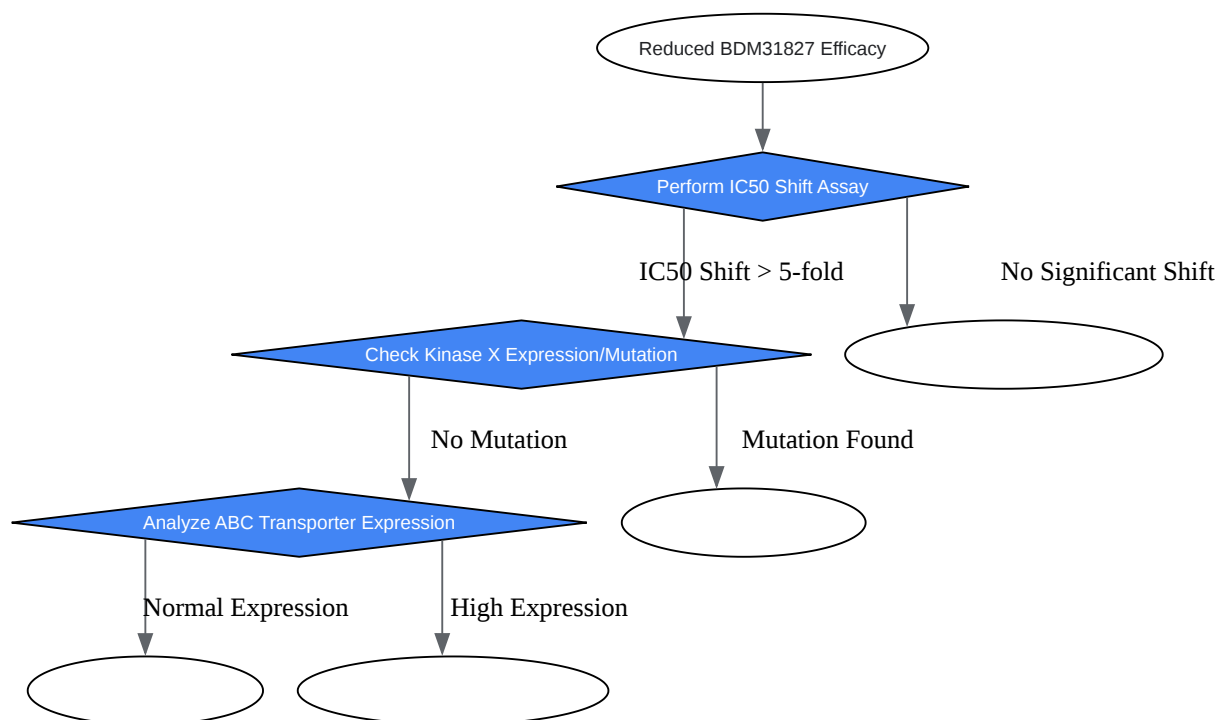 Reduced BDM31827 Efficacy
Perform IC50 Shift Assay
IC50 Shift > 5-fold
No Significant Shift
Check Kinase X Expression/Mutation
No Mutation
Mutation Found
Analyze ABC Transporter Expression
Normal Expression
High Expression